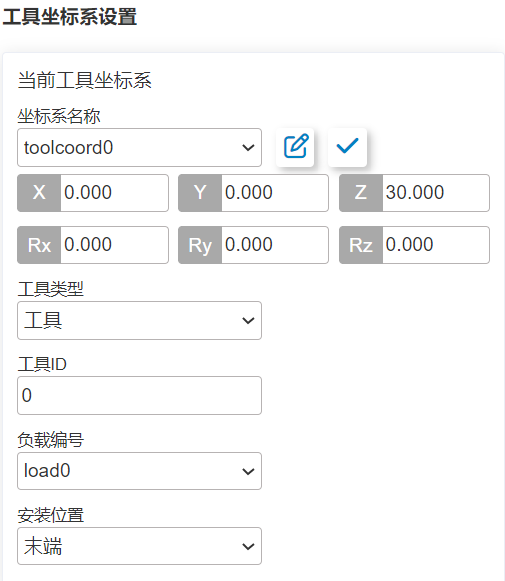 工具坐标系设置
当前工具坐标系
坐标系名称
toolcoord0
X 0.000 Y 0.000 Z 30.000
Rx 0.000 Ry 0.000 Rz 0.000
工具类型
工具
工具ID
0
负载编号
load0
安装位置
末端